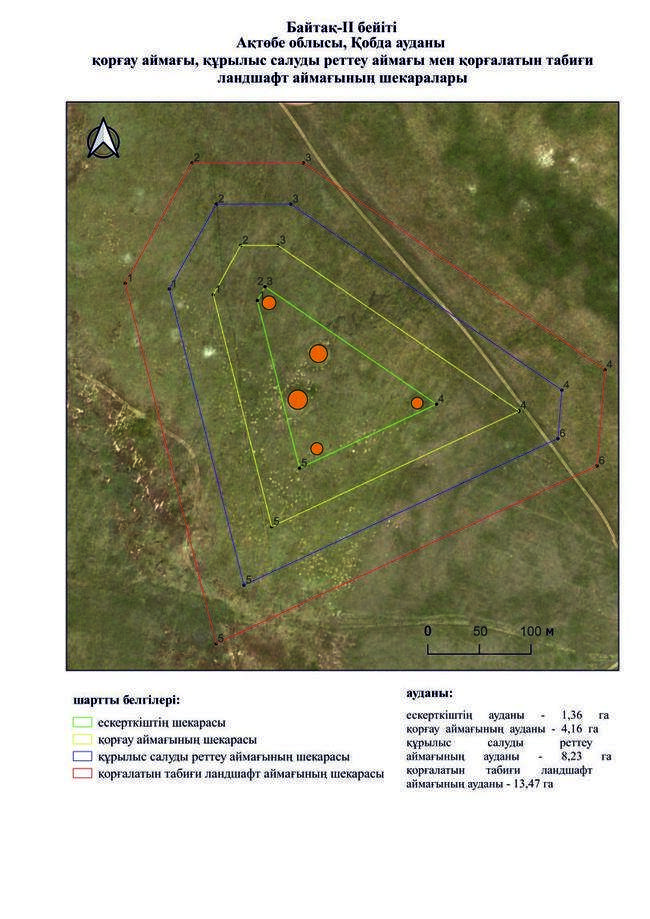 Байтақ-II бейіті
Ақтөбе облысы, Қобда ауданы
қорғау аймағы, құрылыс салуды реттеу аймағы мен қорғалатын табиғи
ландшафт аймағының шекаралары
2 3
2 3
2 3
1 1 1
2 3
1
4
4
4 4
6
6
5
5
5
5
0 50 100 м
шартты белгілері:
ескерткіштің шекарасы
қорғау аймағының шекарасы
құрылыс салуды реттеу аймағының шекарасы
қорғалатын табиғи ландшафт аймағының шекарасы
ауданы:
ескерткіштің ауданы - 1,36 га
қорғау аймағының ауданы - 4,16 га
құрылыс салуды реттеу
аймағының ауданы - 8,23 га
қорғалатын табиғи ландшафт
аймағының ауданы - 13,47 га